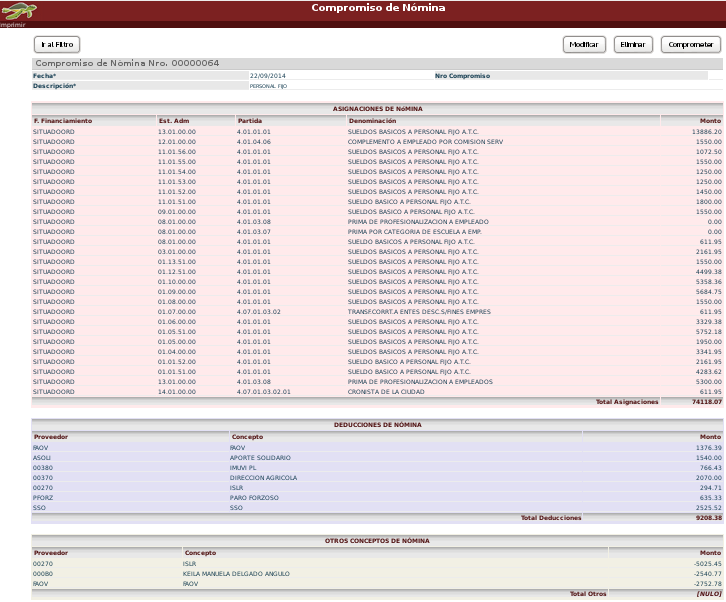 Compromiso de Nómina
Imprimir
Ir al Filtro Modificar Eliminar Comprometer
Compromiso de Nómina Nro. 00000064
Fecha* 22/09/2014 Nro Compromiso
Descripción* PERSONAL FIJO
ASIGNACIONES DE NóMINA
F. Financiamiento Est. Adm Partida Denominación Monto
SITUADOORD 13.01.00.00 4.01.01.01 SUELDOS BASICOS A PERSONAL FIJO A.T.C. 13886.20
SITUADOORD 12.01.00.00 4.01.04.06 COMPLEMENTO A EMPLEADO POR COMISION SERV 1550.00
SITUADOORD 11.01.56.00 4.01.01.01 SUELDOS BASICOS A PERSONAL FIJO A.T.C. 1072.50
SITUADOORD 11.01.55.00 4.01.01.01 SUELDOS BASICOS A PERSONAL FIJO A.T.C. 1550.00
SITUADOORD 11.01.54.00 4.01.01.01 SUELDOS BASICOS A PERSONAL FIJO A.T.C. 1250.00
SITUADOORD 11.01.53.00 4.01.01.01 SUELDOS BASICOS A PERSONAL FIJO A.T.C. 1250.00
SITUADOORD 11.01.52.00 4.01.01.01 SUELDOS BASICOS A PERSONAL FIJO A.T.C. 1450.00
SITUADOORD 11.01.51.00 4.01.01.01 SUELDO BASICO A PERSONAL FIJO A.T.C. 1800.00
SITUADOORD 09.01.00.00 4.01.01.01 SUELDOS BASICO A PERSONAL FIJO A.T.C. 1550.00
SITUADOORD 08.01.00.00 4.01.03.08 PRIMA DE PROFESIONALIZACION A EMPLEADO 0.00
SITUADOORD 08.01.00.00 4.01.03.07 PRIMA POR CATEGORIA DE ESCUELA A EMP. 0.00
SITUADOORD 08.01.00.00 4.01.01.01 SUELDO BASICOS A PERSONAL FIJO A.T.C. 611.95
SITUADOORD 03.01.00.00 4.01.01.01 SUELDOS BASICOS A PERSONAL FIJO A.T.C. 2161.95
SITUADOORD 01.13.51.00 4.01.01.01 SUELDOS BASICOS A PERSONAL FIJO A.T.C. 1550.00
SITUADOORD 01.12.51.00 4.01.01.01 SUELDOS BASICOS A PERSONAL FIJO A.T.C. 4499.38
SITUADOORD 01.10.00.00 4.01.01.01 SUELDOS BASICOS A PERSONAL FIJO A.T.C. 5358.36
SITUADOORD 01.09.00.00 4.01.01.01 SUELDOS BASICOS A PERSONAL FIJO A.T.C. 5684.75
SITUADOORD 01.08.00.00 4.01.01.01 SUELDOS BASICOS A PERSONAL FIJO A.T.C. 1550.00
SITUADOORD 01.07.00.00 4.07.01.03.02 TRANSF.CORRT.A ENTES DESC.S/FINES EMPRES 611.95
SITUADOORD 01.06.00.00 4.01.01.01 SUELDOS BASICOS A PERSONAL FIJO A.T.C. 3329.38
SITUADOORD 01.05.51.00 4.01.01.01 SUELDOS BASICOS A PERSONAL FIJO A.T.C. 5752.18
SITUADOORD 01.05.00.00 4.01.01.01 SUELDOS BASICOS A PERSONAL FIJO A.T.C. 1950.00
SITUADOORD 01.04.00.00 4.01.01.01 SUELDOS BASICOS A PERSONAL FIJO A.T.C. 3341.95
SITUADOORD 01.01.52.00 4.01.01.01 SUELDO BASICO A PERSONAL FIJO A.T.C. 2161.95
SITUADOORD 01.01.51.00 4.01.01.01 SUELDO BASICOS A PERSONAL FIJO A.T.C. 4283.62
SITUADOORD 13.01.00.00 4.01.03.08 PRIMA DE PROFESIONALIZACION A EMPLEADOS 5300.00
SITUADOORD 14.01.00.00 4.07.01.03.02.01 CRONISTA DE LA CIUDAD 611.95
Total Asignaciones 74118.07
DEDUCCIONES DE NÓMINA
Proveedor Concepto Monto
FAOV FAOV 1376.39
ASOLI APORTE SOLIDARIO 1540.00
00380 IMUVI PL 766.43
00370 DIRECCION AGRICOLA 2070.00
00270 ISLR 294.71
PFORZ PARO FORZOSO 635.33
SSO SSO 2525.52
Total Deducciones 9208.38
OTROS CONCEPTOS DE NÓMINA
Proveedor Concepto Monto
00270 ISLR -5025.45
00080 KEILA MANUELA DELGADO ANGULO -2540.77
FAOV FAOV -2752.78
Total Otros [NULO]